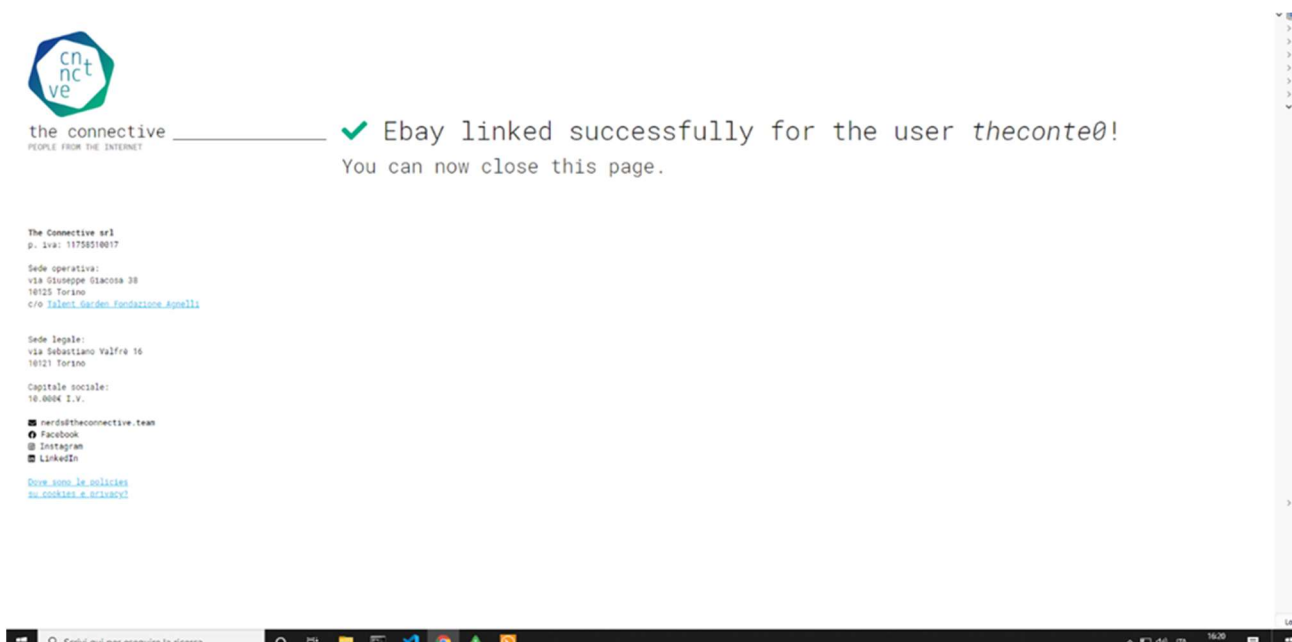 cn
t
nct
ve
the connective
PEOPLE FROM THE INTERNET
Ebay linked successfully for the user theconte0!
You can now close this page.
The Connective srl
p. iva: 11758510017
Sede operativa:
via Giuseppe Giacosa 38
10125 Torino
c/o Talent Garden Fondazione Agnelli
Sede legale:
via Sebastiano Valfrè 16
10121 Torino
Capitale sociale:
10.000€ I.V.
nerds@theconnective.team
Facebook
Instagram
LinkedIn
Dove sono le policies
su cookies e privacy?
16:20